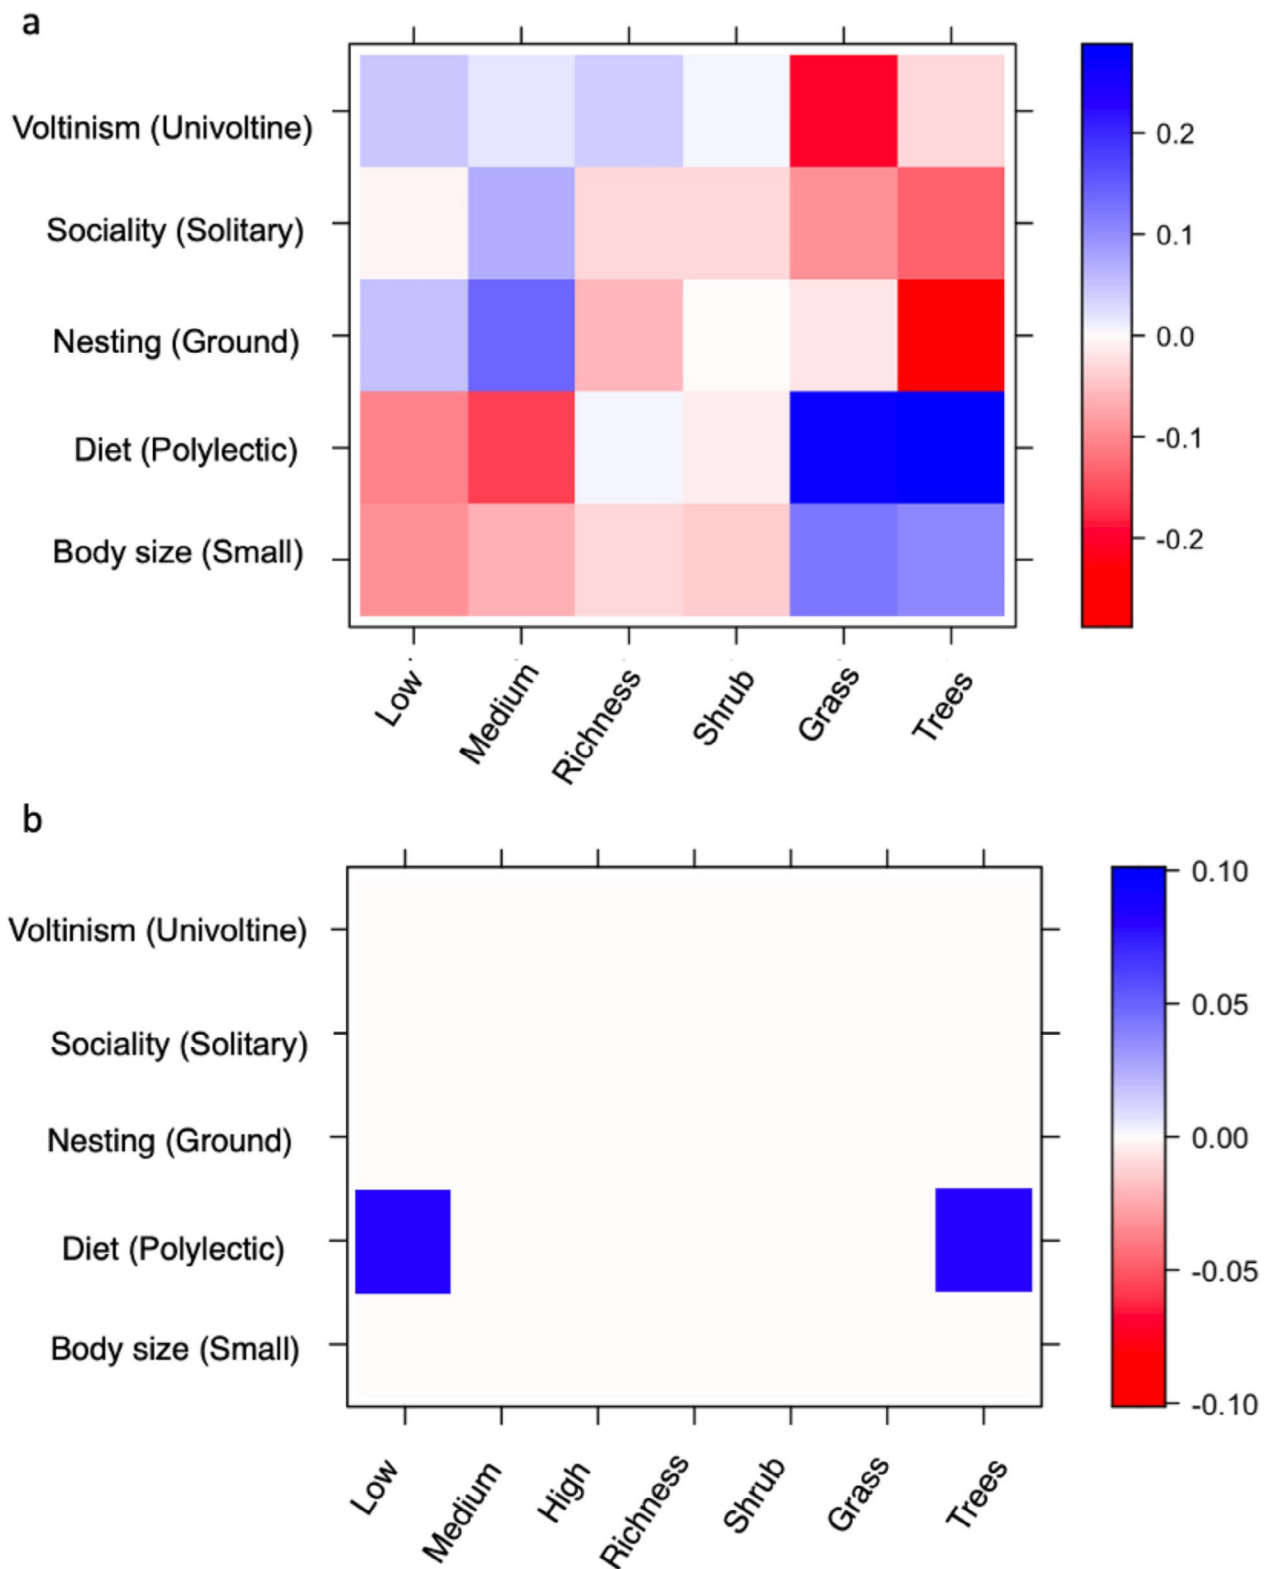 a
Voltinism (Univoltine)
Sociality (Solitary)
Nesting (Ground)
Diet (Polylectic)
Body size (Small)
0.2
0.1
0.0
-0.1
-0.2
Low
Medium
Richness
Shrub
Grass
Trees
b
Voltinism (Univoltine)
Sociality (Solitary)
Nesting (Ground)
Diet (Polylectic)
Body size (Small)
0.10
0.05
0.00
-0.05
-0.10
Low
Medium
High
Richness
Shrub
Grass
Trees